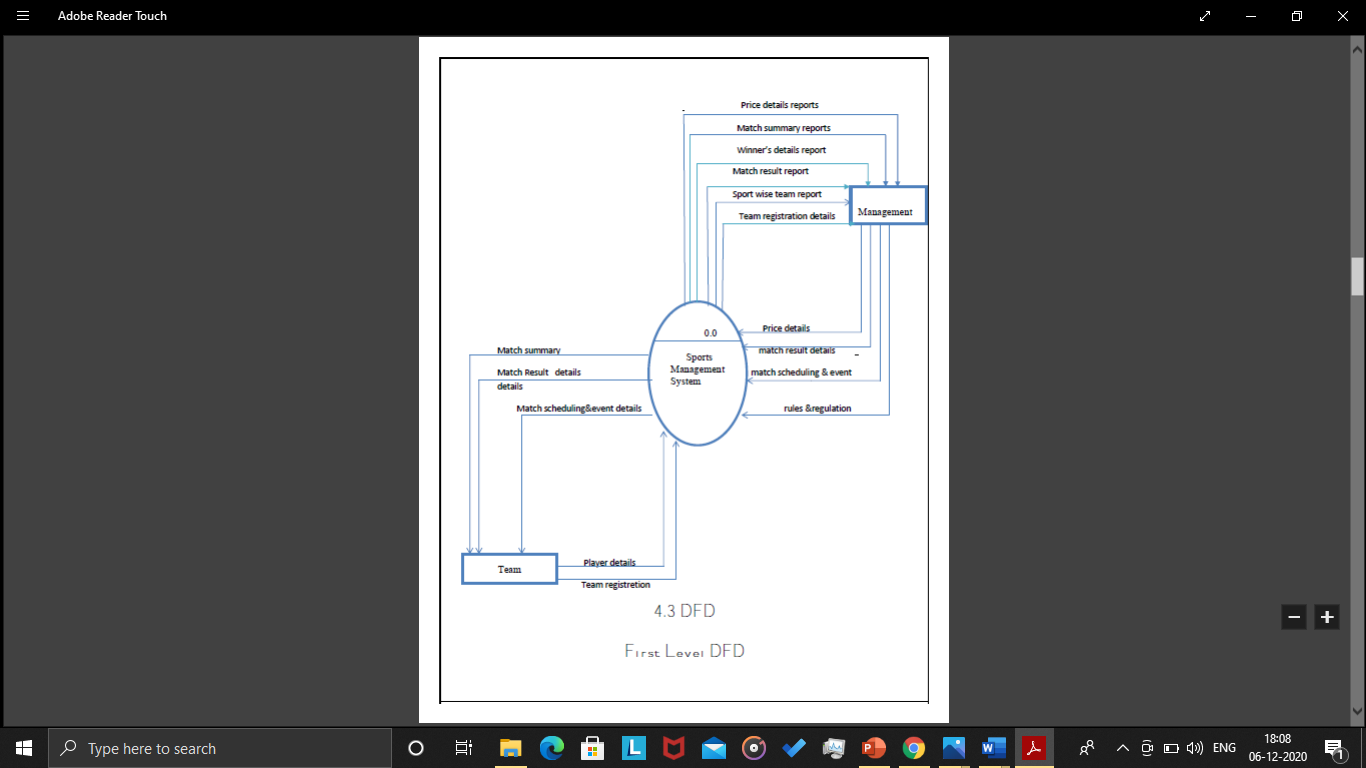 Adobe Reader Touch
Price details reports
Match summary reports
Winner's details report
Match result report
Sport wise team report
Team registration details
Management
0.0
Sports
Management
System
Price details
match result details
match scheduling & event
rules &regulation
Match summary
Match Result details
details
Match scheduling&event details
Team
Player details
Team registretion
4.3 DFD
First Level DFD
Type here to search
ENG
18:08
06-12-2020
1